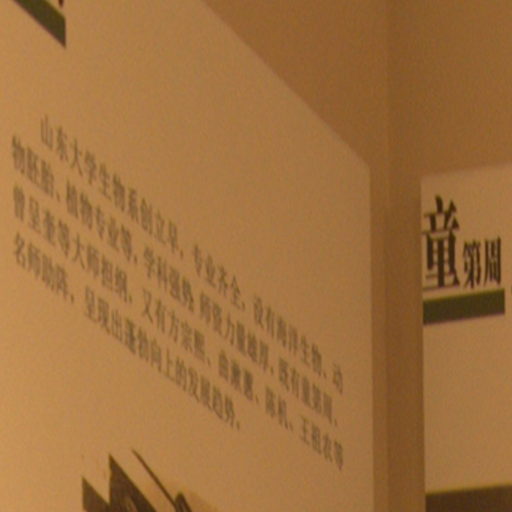 山东大学生物系创立早，专业齐全，设有海洋生物、动
物胚胎、植物专业等，学科强势，师资力量雄厚，既有童第周、
曾呈奎等大师担纲，又有方宗熙、曲漱蕙、陈机、王祖农等
名师助阵，呈现出蓬勃向上的发展趋势。
童第周